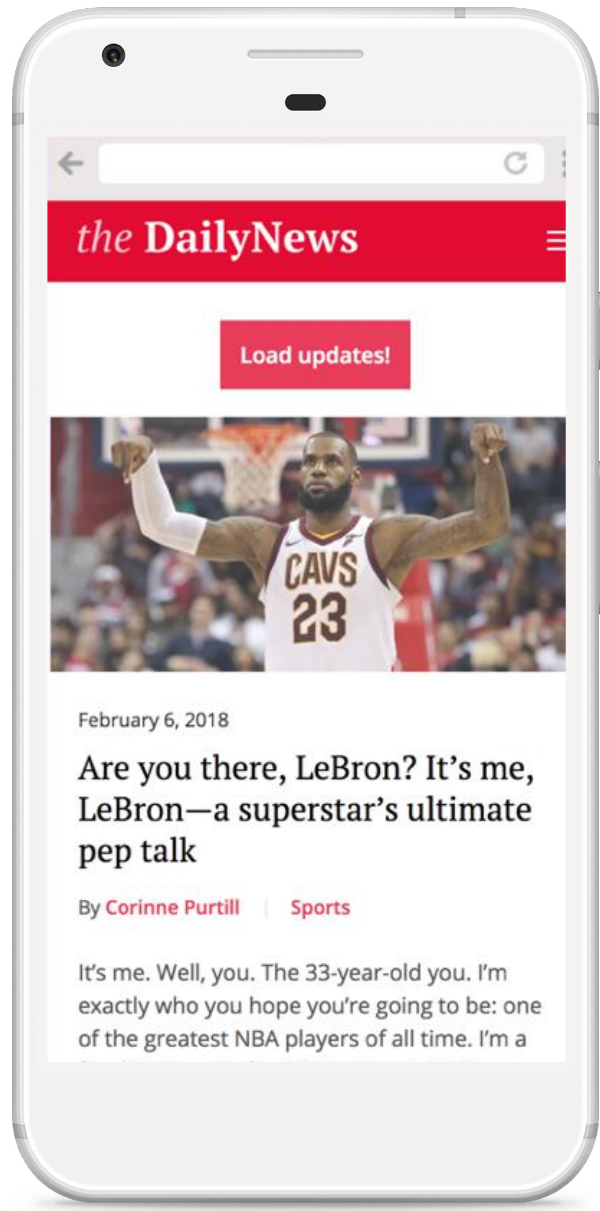 the DailyNews
Load updates!
CAVS
23
February 6, 2018
Are you there, LeBron? It’s me,
LeBron—a superstar’s ultimate
pep talk
By Corinne Purtill | Sports
It’s me. Well, you. The 33-year-old you. I’m
exactly who you hope you’re going to be: one
of the greatest NBA players of all time. I’m a